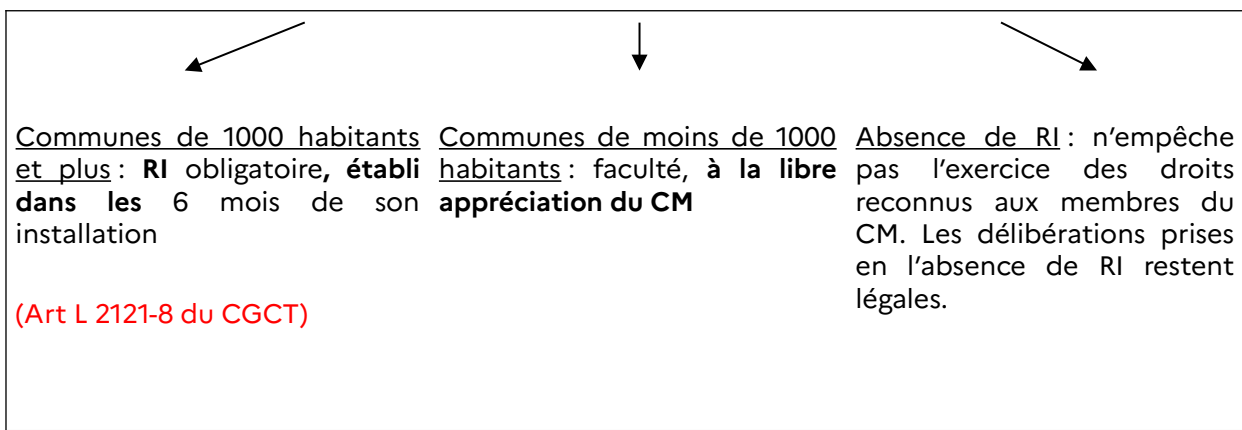 Communes de 1000 habitants
et plus : RI obligatoire, établi
dans les 6 mois de son
installation
(Art L 2121-8 du CGCT)
Communes de moins de 1000
habitants : faculté, à la libre
appréciation du CM
Absence de RI : n’empêche
pas l’exercice des droits
reconnus aux membres du
CM. Les délibérations prises
en l’absence de RI restent
légales.